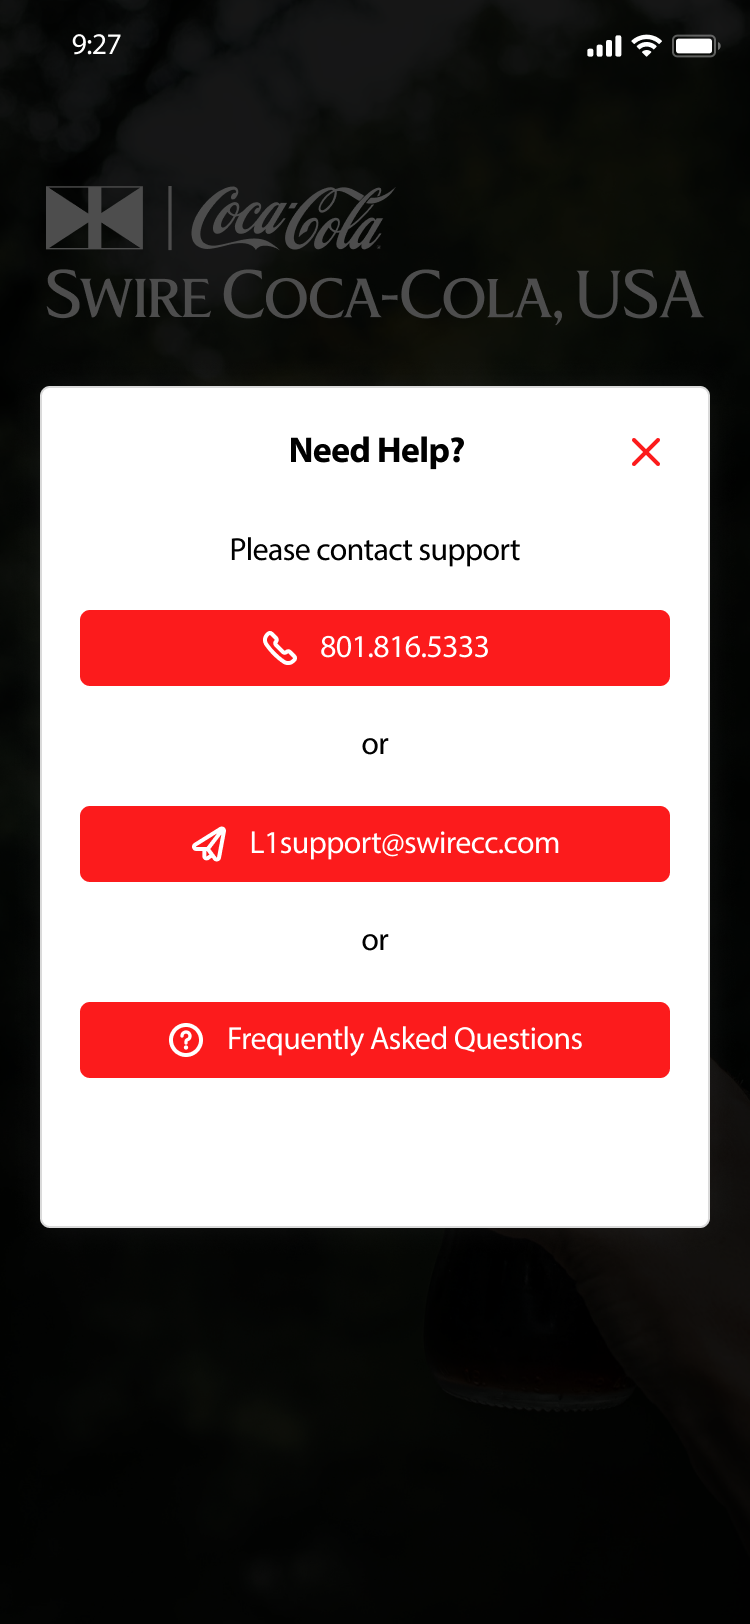 9:27
Coca-Cola
SWIRE COCA-COLA, USA
Need Help?
Please contact support
801.816.5333
or
L1support@swirecc.com
or
Frequently Asked Questions